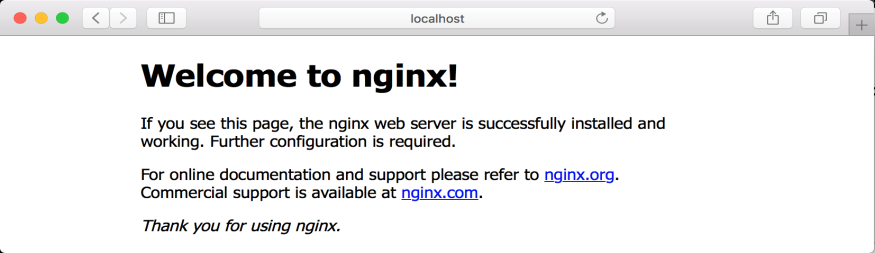 localhost
Welcome to nginx!
If you see this page, the nginx web server is successfully installed and
working. Further configuration is required.
For online documentation and support please refer to nginx.org.
Commercial support is available at nginx.com.
Thank you for using nginx.